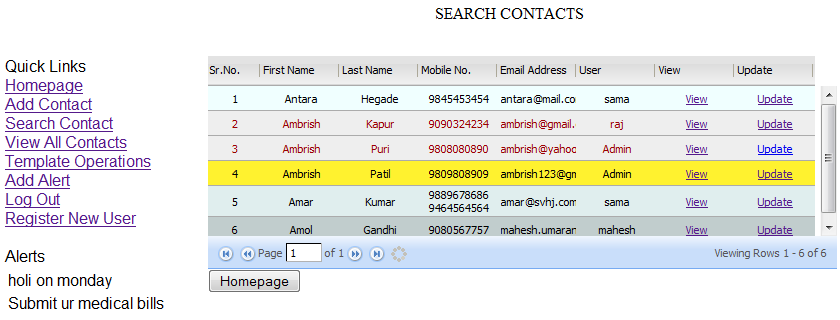 SEARCH CONTACTS
Quick Links
Homepage
Add Contact
Search Contact
View All Contacts
Template Operations
Add Alert
Log Out
Register New User
Alerts
holi on monday
Submit ur medical bills
Sr.No. First Name Last Name Mobile No. Email Address User View Update
1 Antara Hegade 9845453454 antara@mail.co sama View Update
2 Ambrish Kapur 9090324234 ambrish@gmail. raj View Update
3 Ambrish Puri 9808080890 ambrish@yahoc Admin View Update
4 Ambrish Patil 9809808909 ambrish123@gn Admin View Update
5 Amar Kumar 9889678686 amar@svhj.com sama View Update
9464564564
6 Amol Gandhi 9080567757 mahesh.umaran mahesh View Update
Page 1 of 1 Viewing Rows 1 - 6 of 6
Homepage